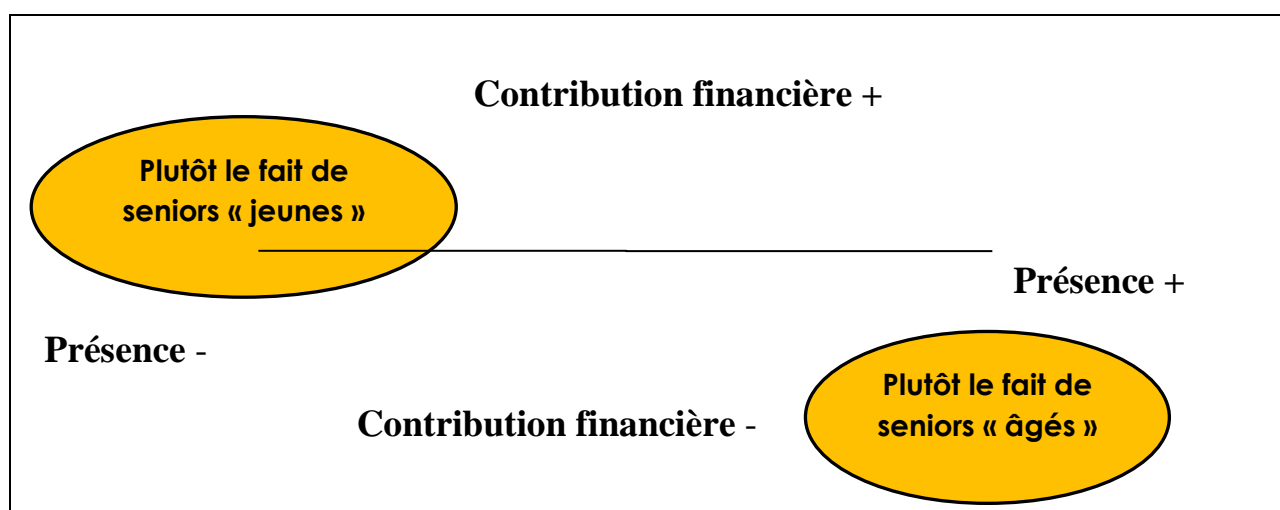 Contribution financière +
Plutôt le fait de
seniors « jeunes »
Présence +
Présence -
Plutôt le fait de
seniors « âgés »
Contribution financière -